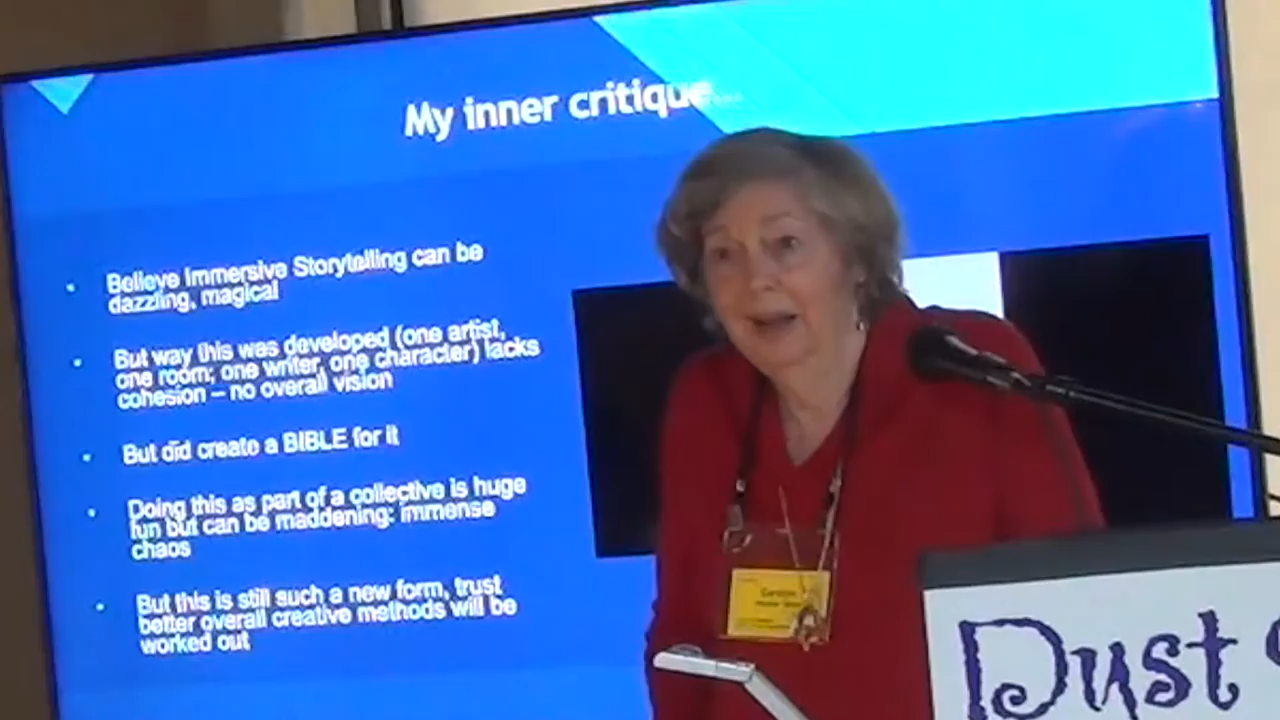 My inner critique...
Believe Immersive Storytelling can be
dazzling, magical
But way this was developed (one artist,
one room; one writer, one character) lacks
cohesion – no overall vision
But did create a BIBLE for it
Doing this as part of a collective is huge
fun but can be maddening: immense
chaos
But this is still such a new form, trust
better overall creative methods will be
worked out
Carolyn
Dust